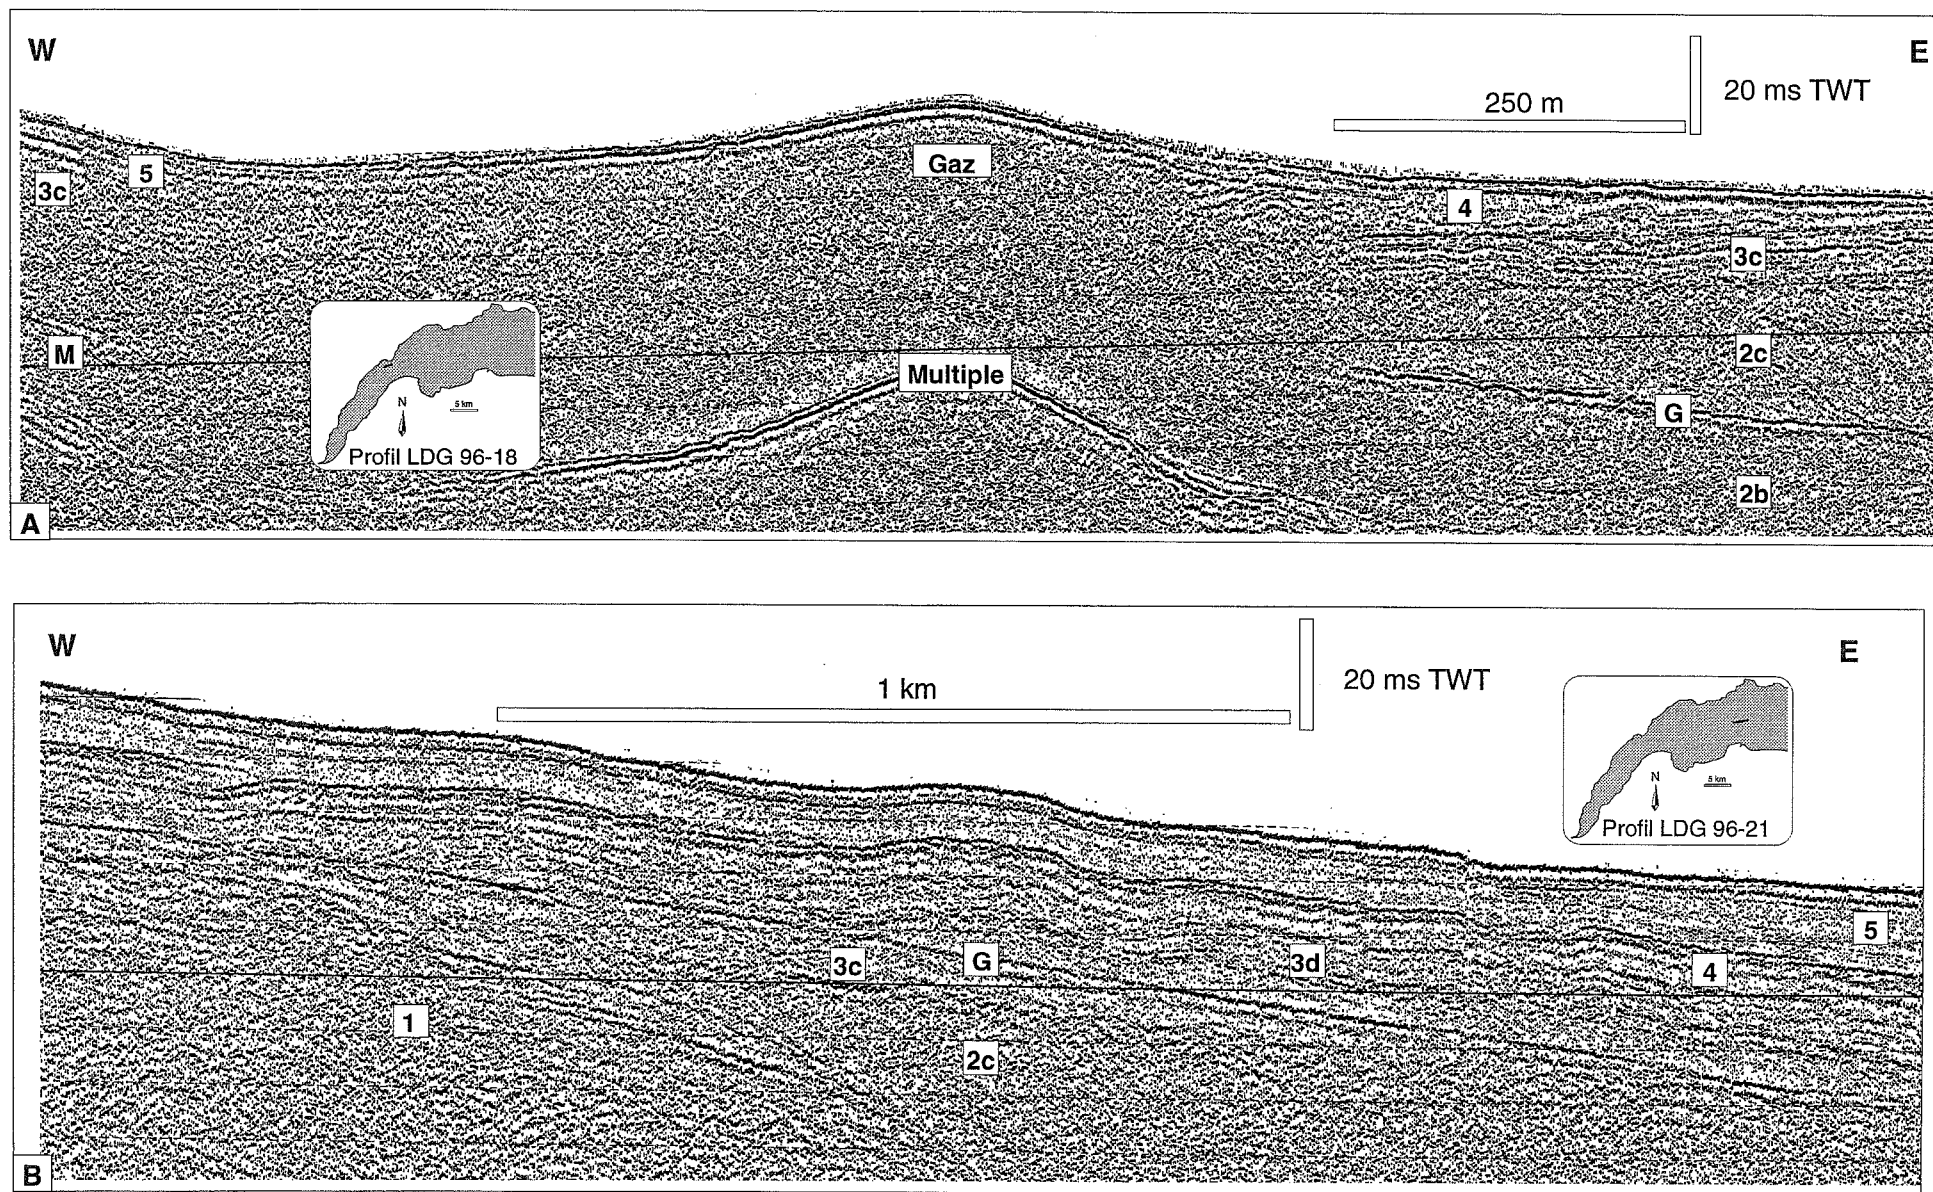 W
E
20 ms TWT
250 m
Gaz
5
3c
4
3c
M
2c
Multiple
G
N
5 km
Profil LDG 96-18
2b
A
W
E
20 ms TWT
1 km
N
5 km
Profil LDG 96-21
5
3c
G
3d
4
1
2c
B